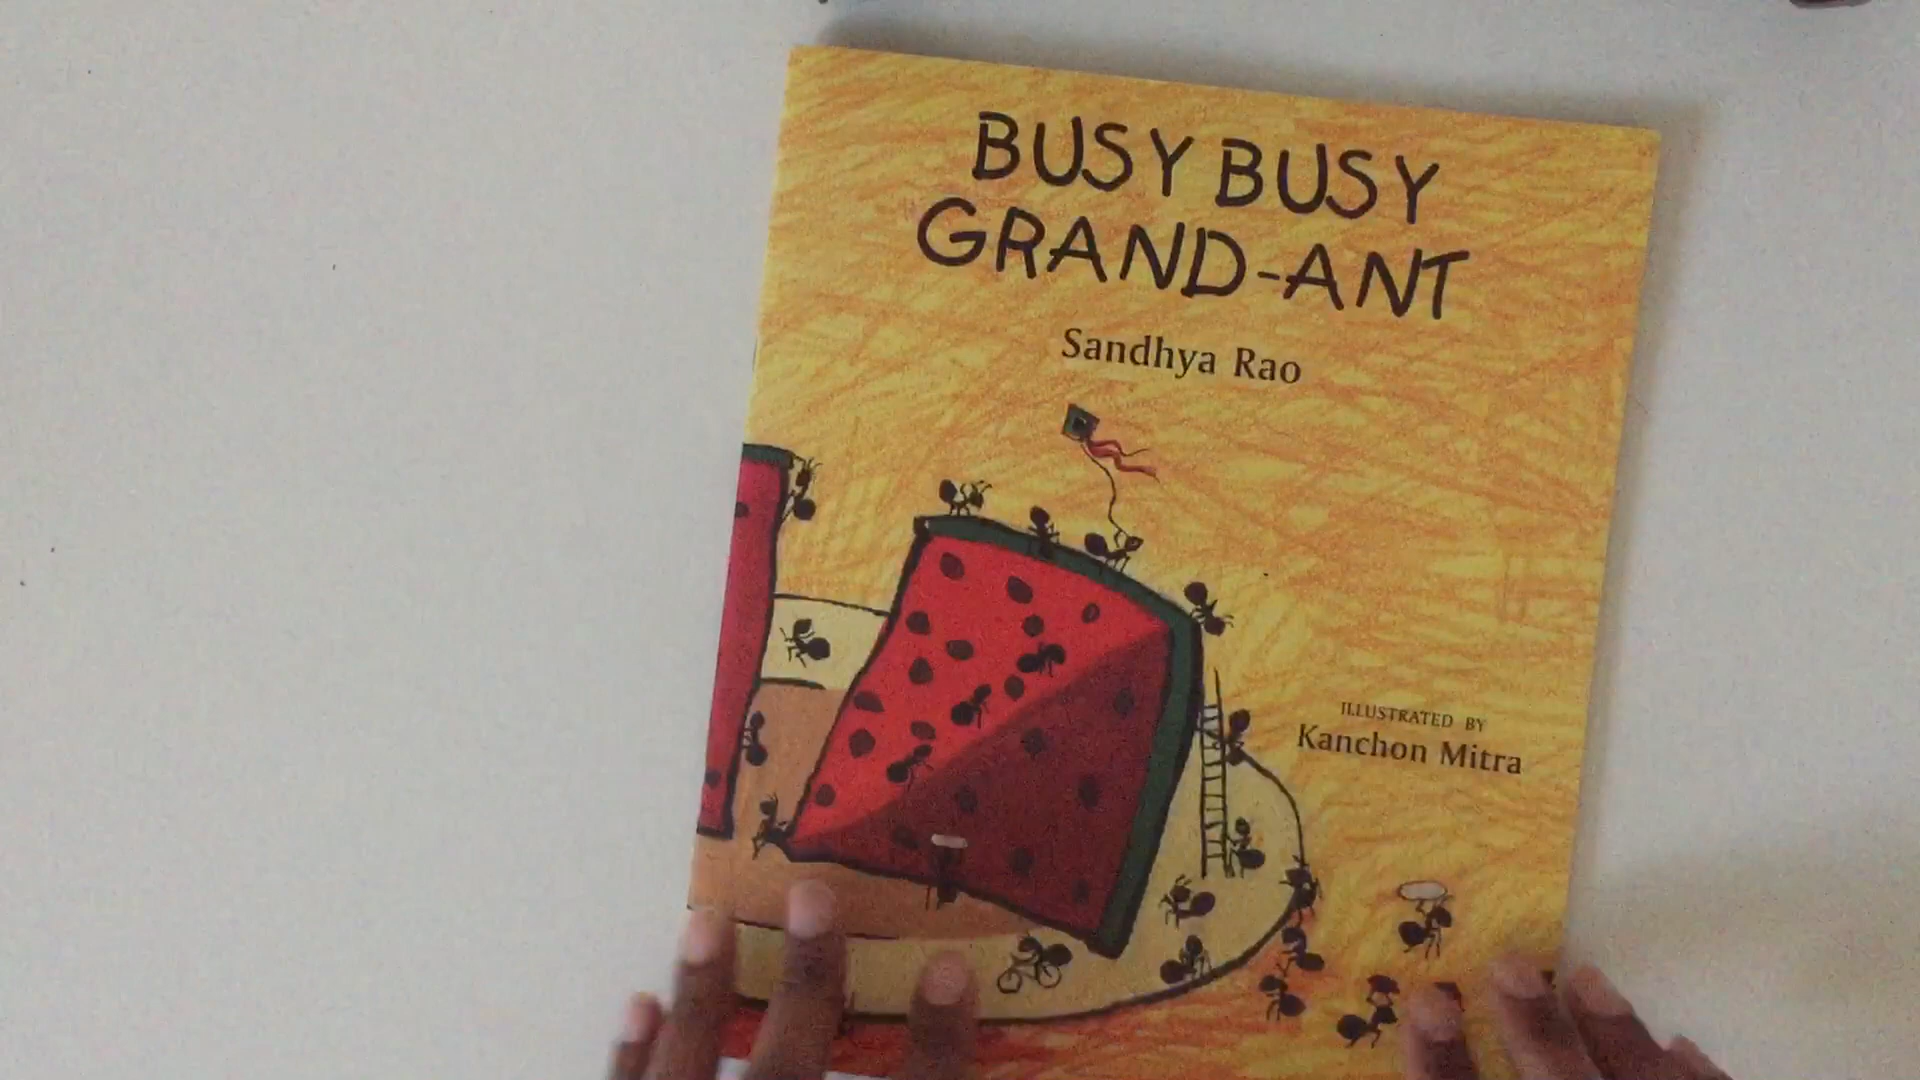 BUSY BUSY
GRAND-ANT
Sandhya Rao
ILLUSTRATED BY
Kanchon Mitra